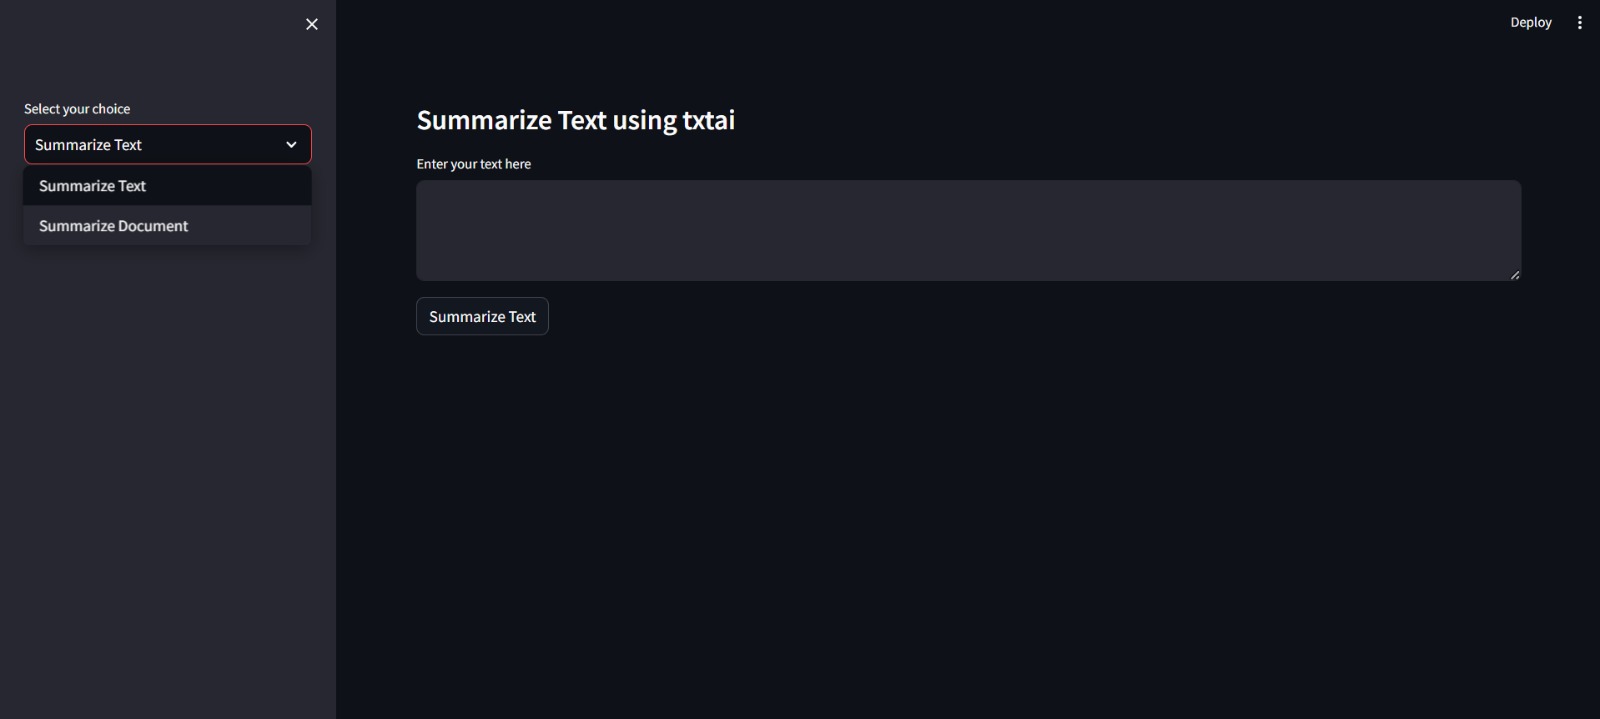 Deploy
Select your choice
Summarize Text
Summarize Text
Summarize Document
Summarize Text using txtai
Enter your text here
Summarize Text